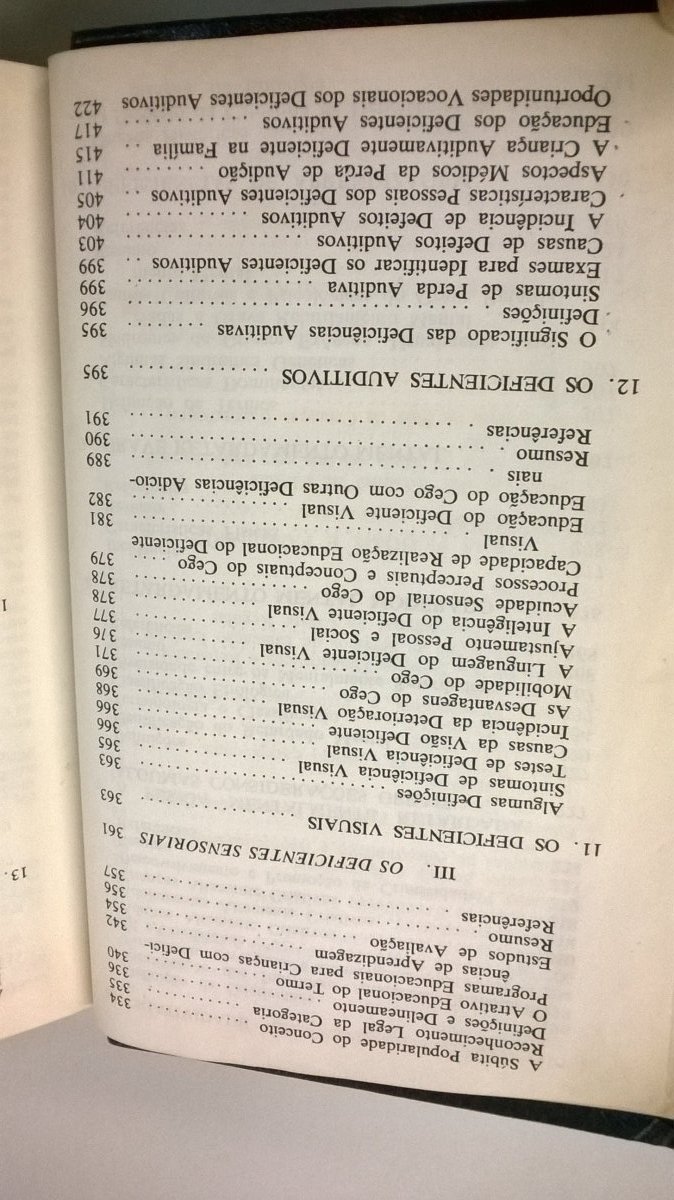 A Súbita Popularidade do Conceito ........... 334
Reconhecimento Legal da Categoria ........... 335
Definições e Delineamento ................. 336
O Atrativo Educacional do Termo ............ 340
Programas Educacionais para Crianças com Defici-
ências de Aprendizagem .................. 342
Estudos de Avaliação ..................... 354
Resumo ............................. 356
Referências ........................... 357
III. OS DEFICIENTES SENSORIAIS 361
11. OS DEFICIENTES VISUAIS ............... 363
Algumas Definições ...................... 363
Sintomas de Deficiência Visual .............. 365
Testes de Deficiência Visual ................ 366
Causas da Visão Deficiente ................. 366
Incidência da Deterioração Visual ............ 368
As Desvantagens do Cego .................. 369
Mobilidade do Cego ...................... 371
A Linguagem do Deficiente Visual ............ 376
Ajustamento Pessoal e Social ................ 377
A Inteligência do Deficiente Visual ............ 378
Acuidade Sensorial do Cego ................ 378
Processos Perceptuais e Conceptuais do Cego .... 379
Capacidade de Realização Educacional do Deficiente
Visual .............................. 381
Educação do Deficiente Visual ............... 382
Educação do Cego com Outras Deficiências Adicio-
nais ............................... 389
Resumo ............................. 390
Referências ........................... 391
12. OS DEFICIENTES AUDITIVOS .............. 395
O Significado das Deficiências Auditivas ........ 395
Definições ............................ 396
Sintomas de Perda Auditiva ................ 399
Exames para Identificar os Deficientes Auditivos .. 399
Causas de Defeitos Auditivos ................ 403
A Incidência de Defeitos Auditivos ............ 404
Características Pessoais dos Deficientes Auditivos .. 405
Aspectos Médicos da Perda de Audição ........ 411
A Criança Auditivamente Deficiente na Família .. 415
Educação dos Deficientes Auditivos ............ 417
Oportunidades Vocacionais dos Deficientes Auditivos 422
13.